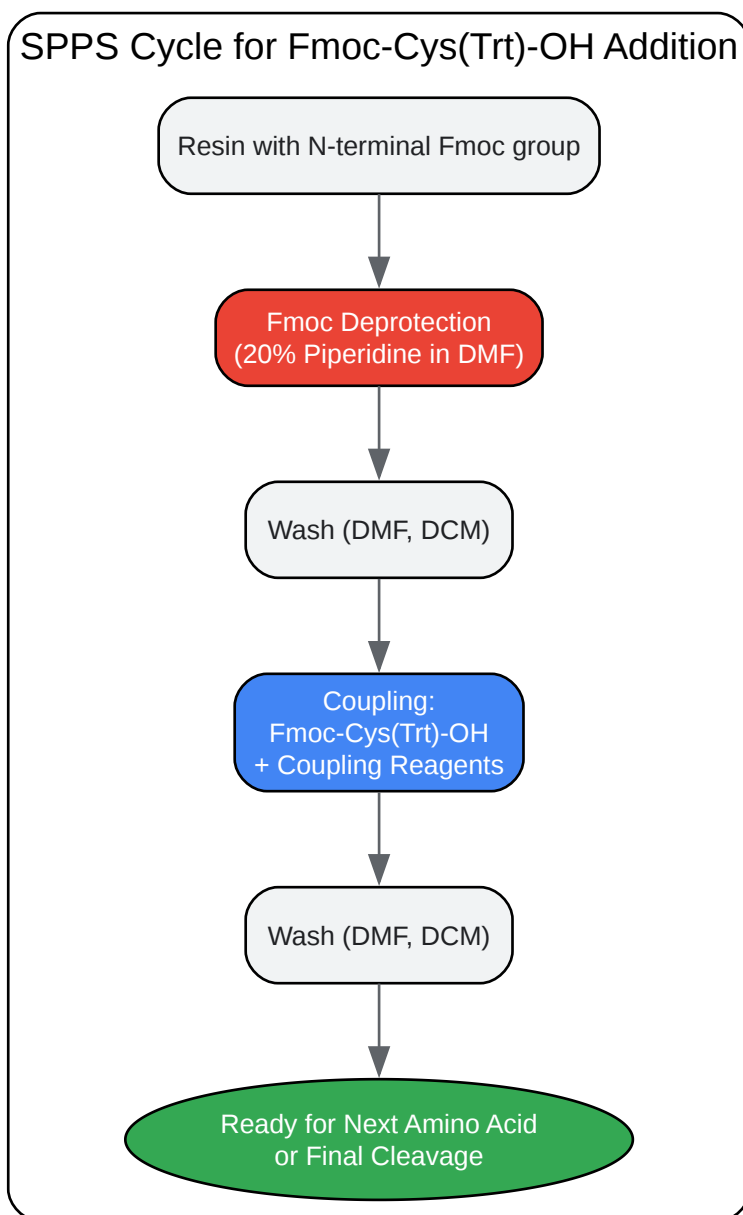 SPPS Cycle for Fmoc-Cys(Trt)-OH Addition
Resin with N-terminal Fmoc group
Fmoc Deprotection
(20% Piperidine in DMF)
Wash (DMF, DCM)
Coupling:
Fmoc-Cys(Trt)-OH
+ Coupling Reagents
Wash (DMF, DCM)
Ready for Next Amino Acid
or Final Cleavage